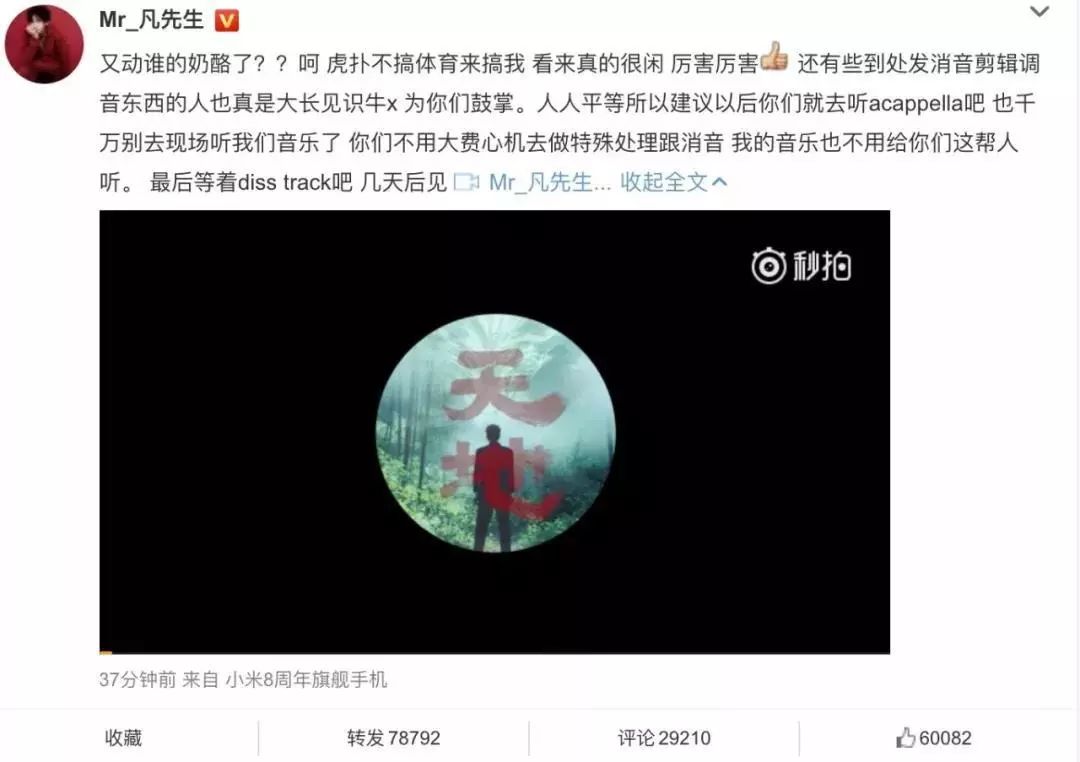 Mr_凡先生
又动谁的奶酪了？？呵 虎扑不搞体育来搞我 看来真的很闲 厉害厉害 还有些到处发消音剪辑调
音东西的人也真是大长见识牛x 为你们鼓掌。人人平等所以建议以后你们就去听acappella吧 也千
万别去现场听我们音乐了 你们不用大费心机去做特殊处理跟消音 我的音乐也不用给你们这帮人
听。 最后等着diss track吧 几天后见 Mr_凡先生... 收起全文
秒拍
天
地
37分钟前 来自 小米8周年旗舰手机
收藏 转发 78792 评论 29210 60082